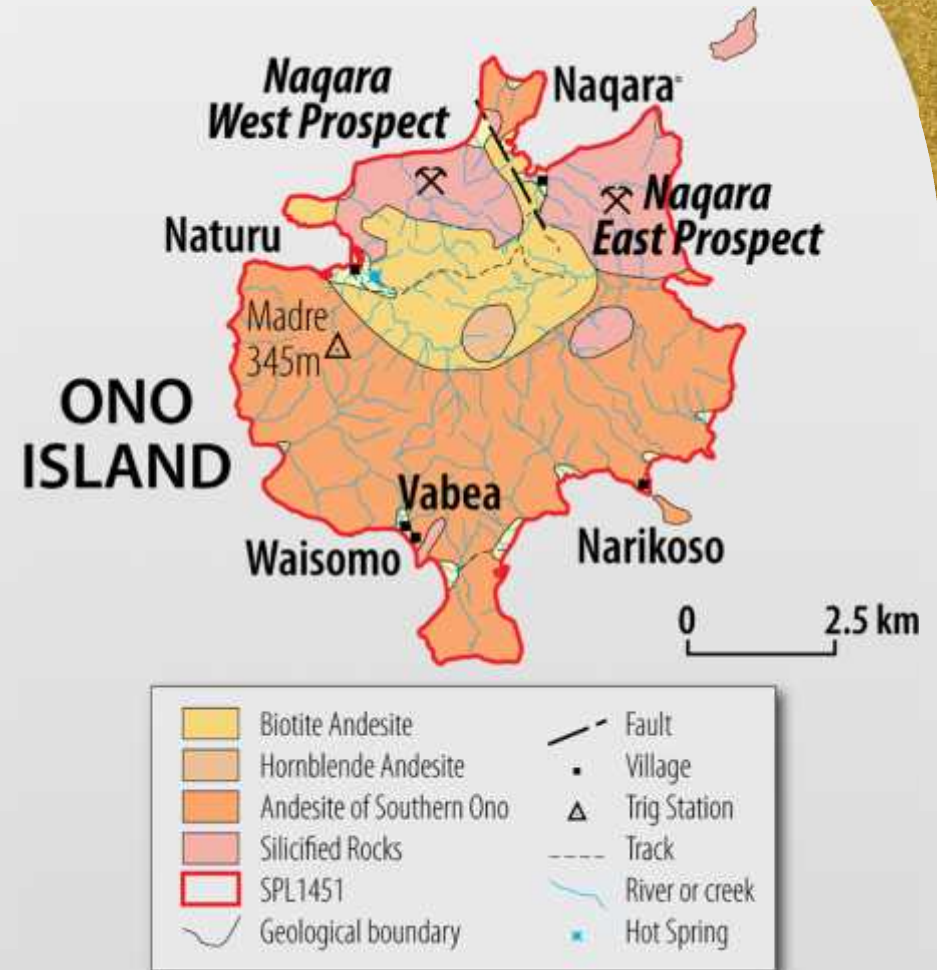 Naqara
West Prospect
Naqara
Naqara
East Prospect
Naturu
Madre
345m
ONO
ISLAND
Vabea
Waisomo
Narikoso
0 2.5 km
Biotite Andesite
Hornblende Andesite
Andesite of Southern Ono
Silicified Rocks
SPL1451
Geological boundary
Fault
Village
Trig Station
Track
River or creek
Hot Spring